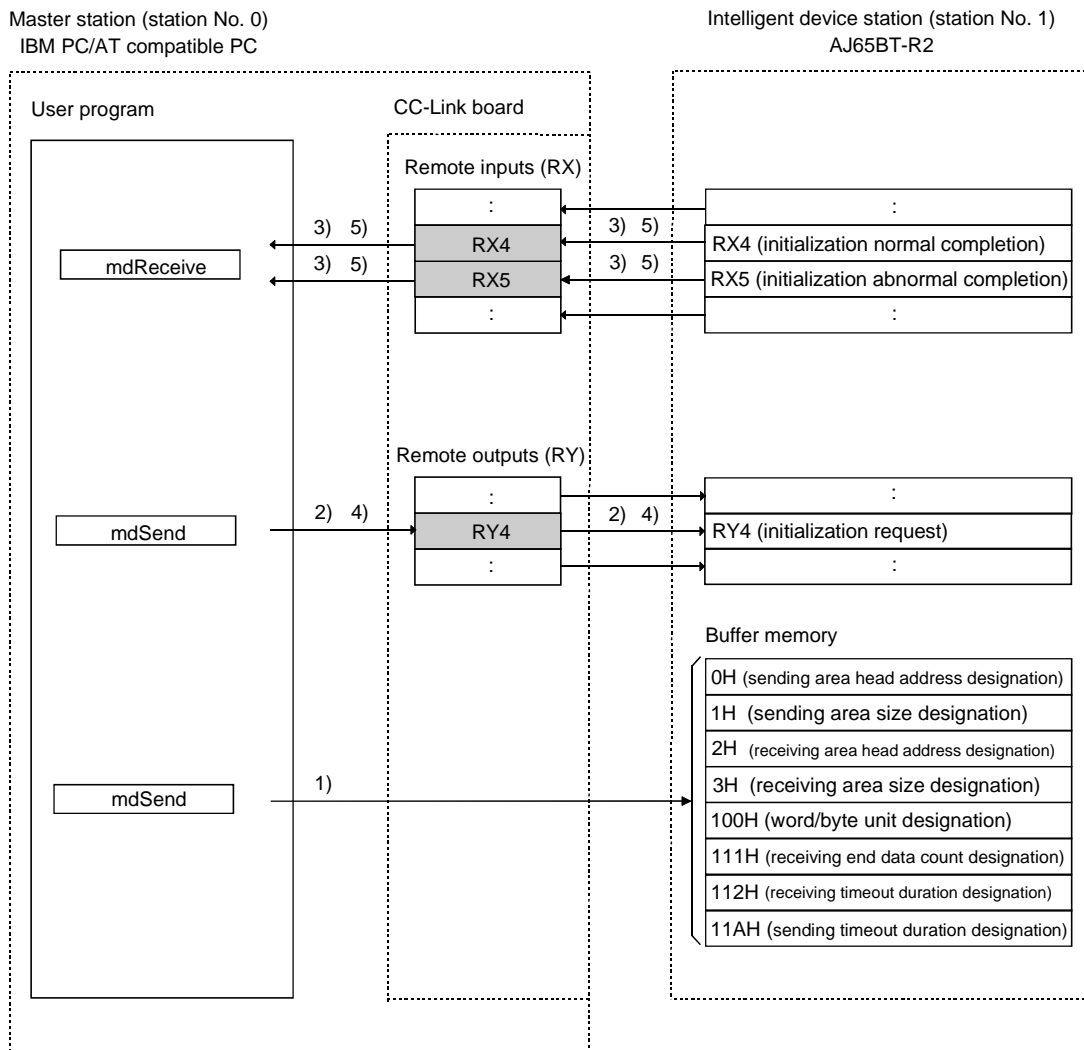 Master station (station No. 0)
IBM PC/AT compatible PC
Intelligent device station (station No. 1)
AJ65BT-R2
User program
CC-Link board
Remote inputs (RX)
:
:
3) 5)
RX4
3) 5)
RX4 (initialization normal completion)
mdReceive
3) 5)
RX5
3) 5)
RX5 (initialization abnormal completion)
:
:
Remote outputs (RY)
:
:
mdSend
2) 4)
RY4
2) 4)
RY4 (initialization request)
:
:
Buffer memory
0H (sending area head address designation)
1H (sending area size designation)
2H (receiving area head address designation)
mdSend
1)
3H (receiving area size designation)
100H (word/byte unit designation)
111H (receiving end data count designation)
112H (receiving timeout duration designation)
11AH (sending timeout duration designation)